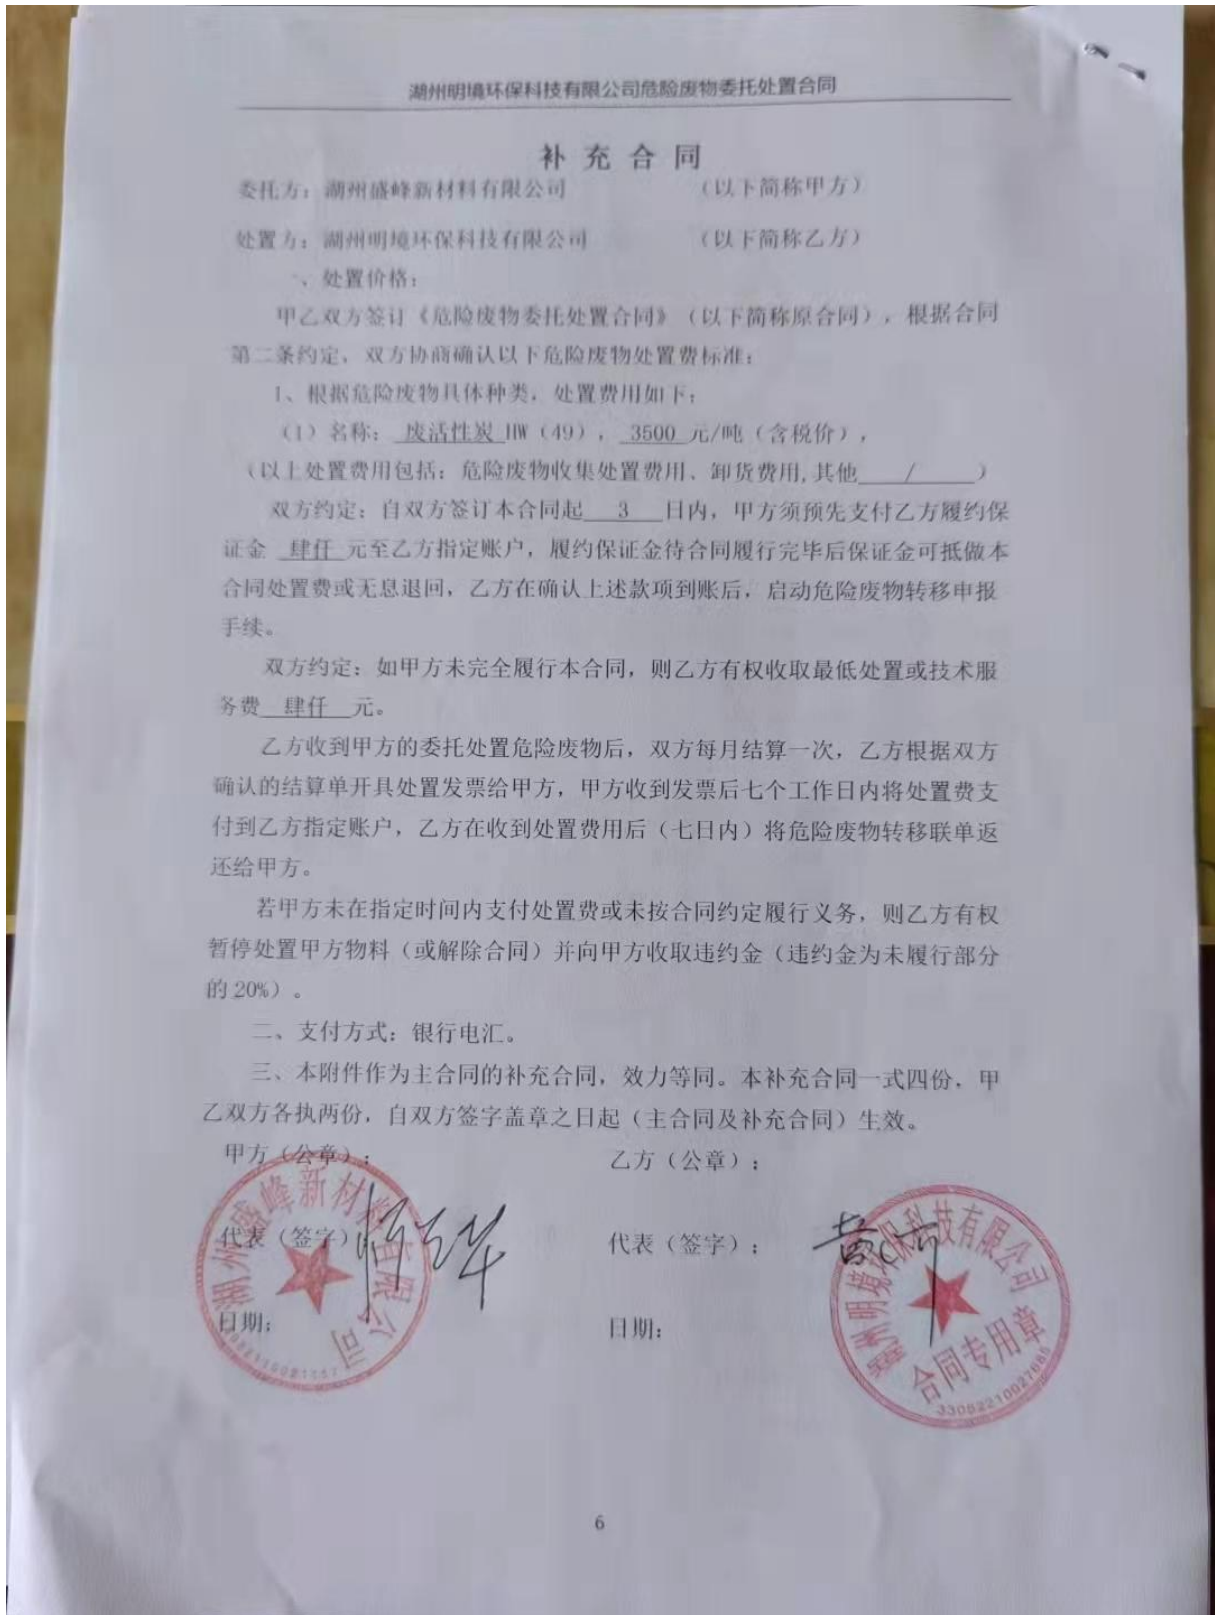 湖州明境环保科技有限公司危险废物委托处置合同
补充合同
委托方：湖州盛峰新材料有限公司 （以下简称甲方）
处置方：湖州明境环保科技有限公司 （以下简称乙方）
一、处置价格：
甲乙双方签订《危险废物委托处置合同》（以下简称原合同），根据合同
第二条约定，双方协商确认以下危险废物处置费标准：
1、根据危险废物具体种类，处置费用如下：
（1）名称： 废活性炭 HW（49）， 3500 元/吨（含税价），
（以上处置费用包括：危险废物收集处置费用、卸货费用,其他 / ）
双方约定：自双方签订本合同起 3 日内，甲方须预先支付乙方履约保
证金 肆仟 元至乙方指定账户，履约保证金待合同履行完毕后保证金可抵做本
合同处置费或无息退回，乙方在确认上述款项到账后，启动危险废物转移申报
手续。
双方约定：如甲方未完全履行本合同，则乙方有权收取最低处置或技术服
务费 肆仟 元。
乙方收到甲方的委托处置危险废物后，双方每月结算一次，乙方根据双方
确认的结算单开具处置发票给甲方，甲方收到发票后七个工作日内将处置费支
付到乙方指定账户，乙方在收到处置费用后（七日内）将危险废物转移联单返
还给甲方。
若甲方未在指定时间内支付处置费或未按合同约定履行义务，则乙方有权
暂停处置甲方物料（或解除合同）并向甲方收取违约金（违约金为未履行部分
的20%）。
二、支付方式：银行电汇。
三、本附件作为主合同的补充合同，效力等同。本补充合同一式四份，甲
乙双方各执两份，自双方签字盖章之日起（主合同及补充合同）生效。
甲方（公章）： 乙方（公章）：
代表（签字） 代表（签字）：
日期： 日期：
湖州盛峰新材料有限公司
湖州明境环保科技有限公司
合同专用章
6